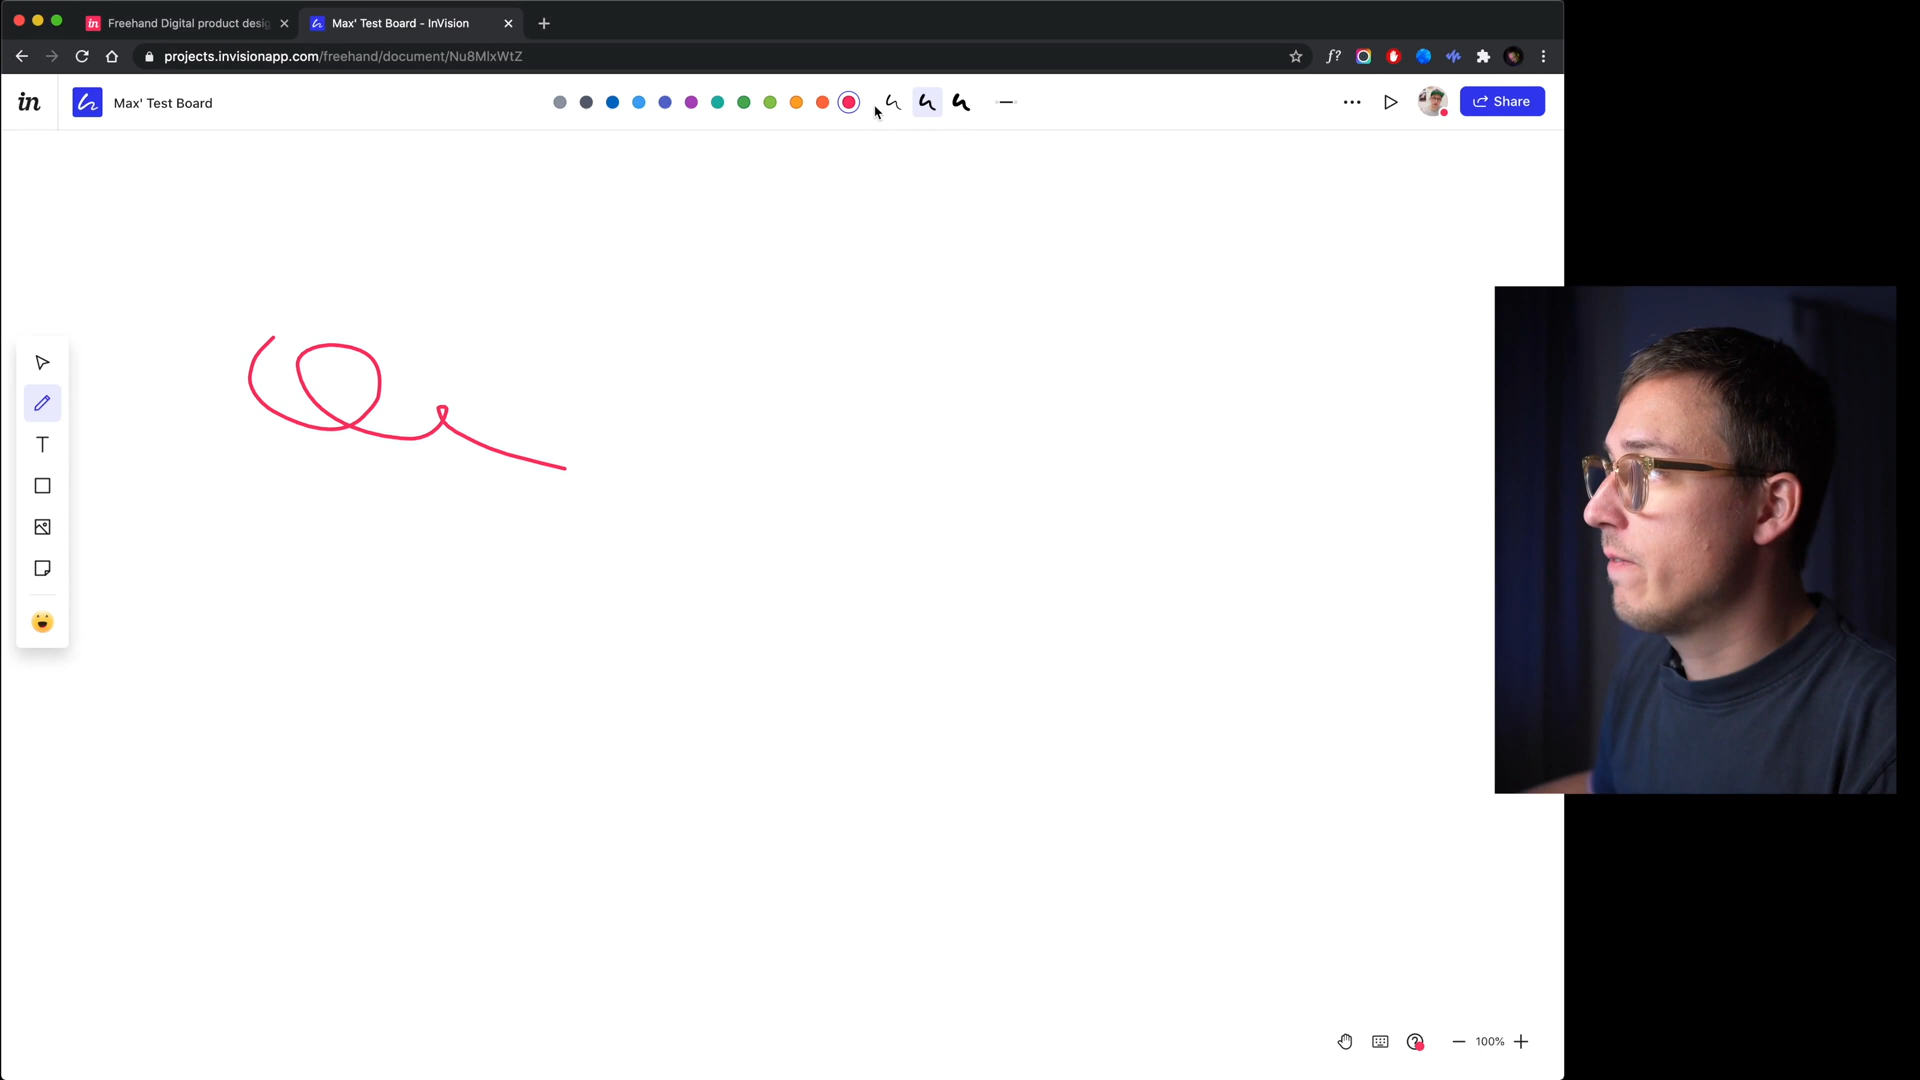 in Freehand Digital product desig
Max' Test Board - InVision
projects.invisionapp.com/freehand/document/Nu8MlxWtZ
f?
in
Max' Test Board
Share
T
100%